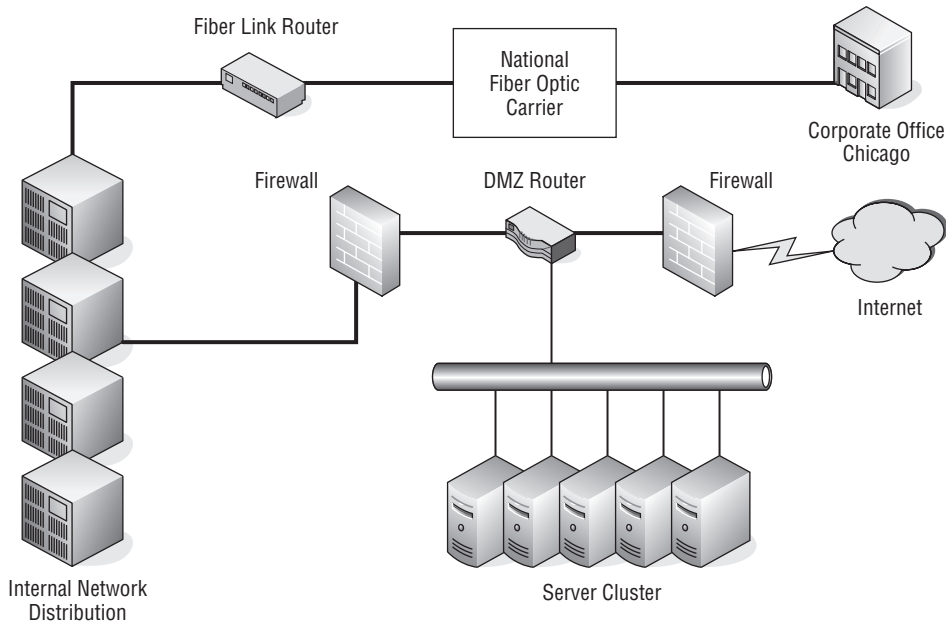 Fiber Link Router
National
Fiber Optic
Carrier
Corporate Office
Chicago
Firewall
DMZ Router
Firewall
Internet
Internal Network
Distribution
Server Cluster